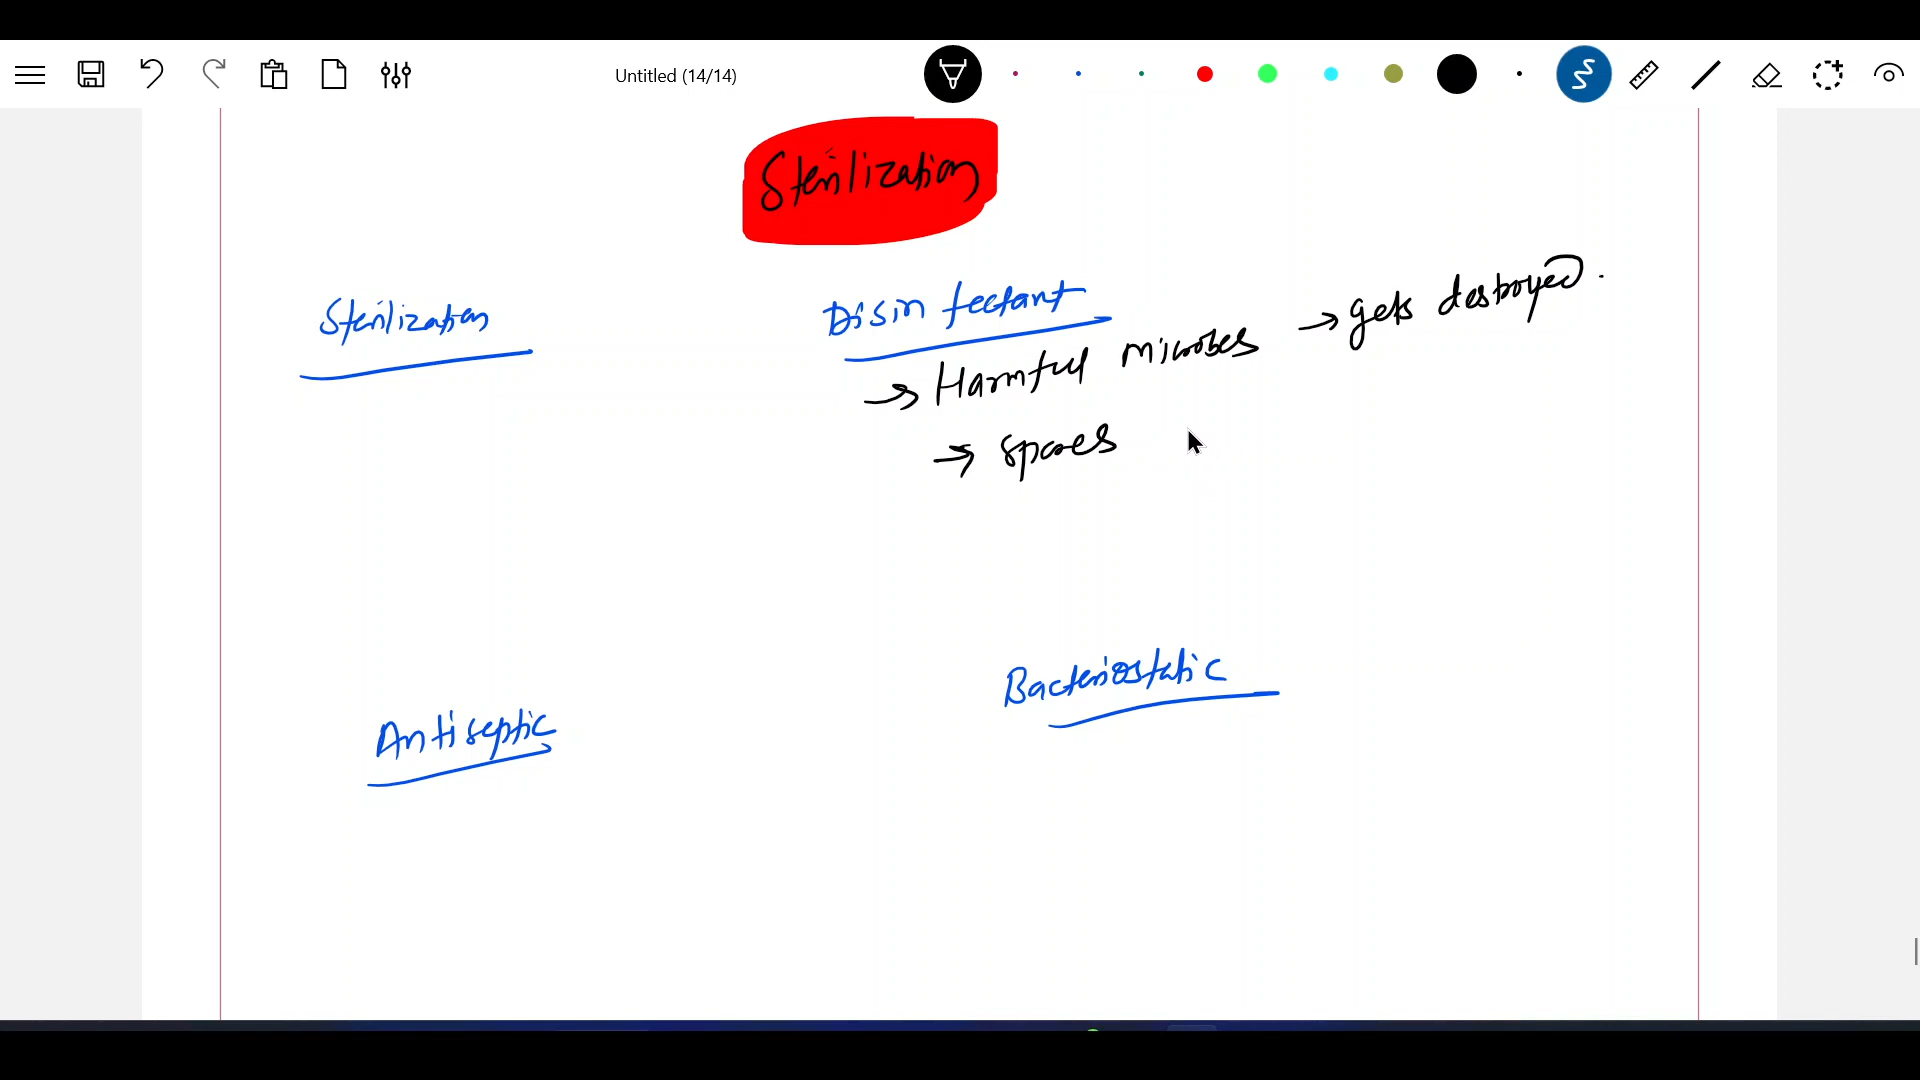 Untitled (14/14)
Sterilization
Sterilization
Disinfectant
→ Harmful microbes → gets destroyed.
→ spores
Bacteriostatic
Antiseptic